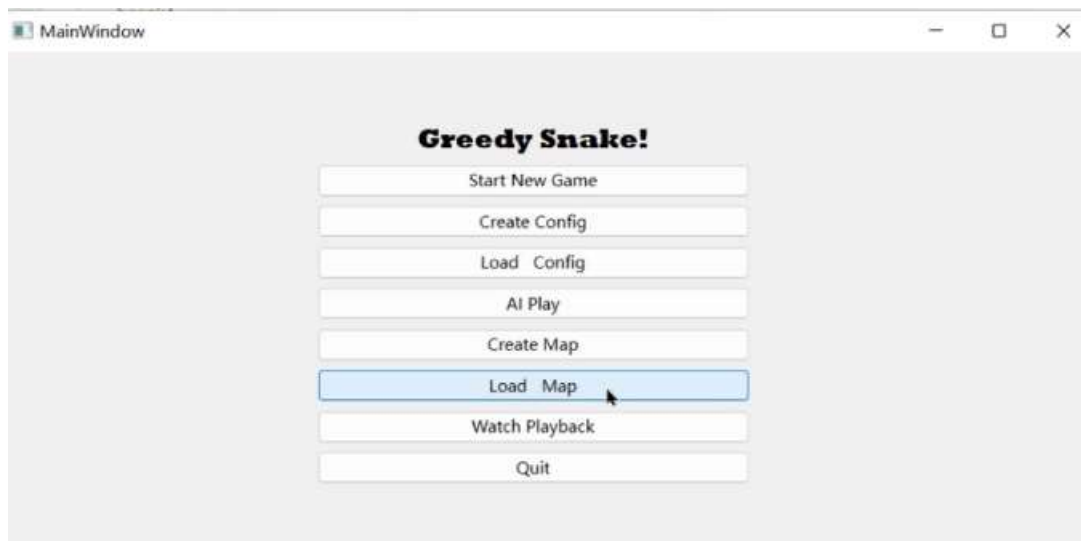 MainWindow
Greedy Snake!
Start New Game
Create Config
Load   Config
AI Play
Create Map
Load   Map
Watch Playback
Quit